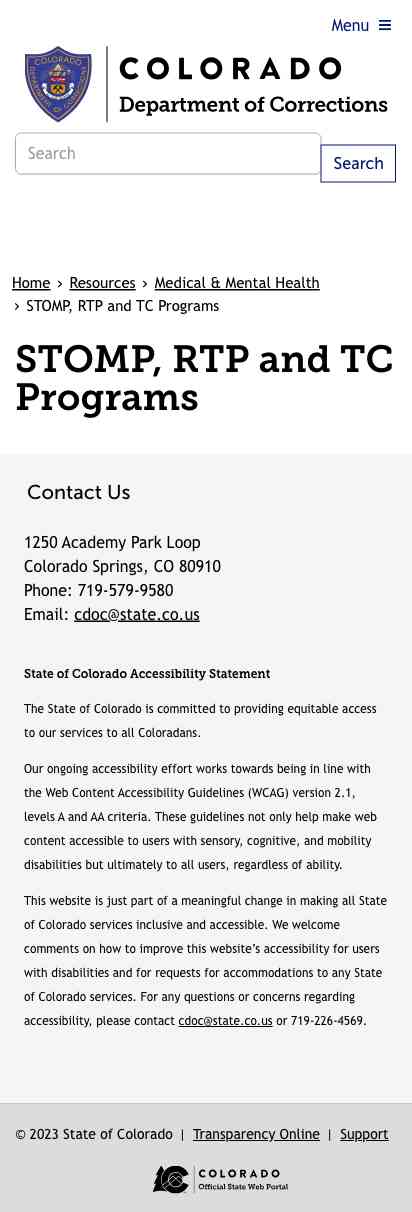 Menu
COLORADO
Department of Corrections
Search
Search
Home › Resources › Medical & Mental Health
› STOMP, RTP and TC Programs
STOMP, RTP and TC
Programs
Contact Us
1250 Academy Park Loop
Colorado Springs, CO 80910
Phone: 719-579-9580
Email: cdoc@state.co.us
State of Colorado Accessibility Statement
The State of Colorado is committed to providing equitable access
to our services to all Coloradans.
Our ongoing accessibility effort works towards being in line with
the Web Content Accessibility Guidelines (WCAG) version 2.1,
levels A and AA criteria. These guidelines not only help make web
content accessible to users with sensory, cognitive, and mobility
disabilities but ultimately to all users, regardless of ability.
This website is just part of a meaningful change in making all State
of Colorado services inclusive and accessible. We welcome
comments on how to improve this website's accessibility for users
with disabilities and for requests for accommodations to any State
of Colorado services. For any questions or concerns regarding
accessibility, please contact cdoc@state.co.us or 719-226-4569.
© 2023 State of Colorado | Transparency Online | Support
COLORADO
Official State Web Portal